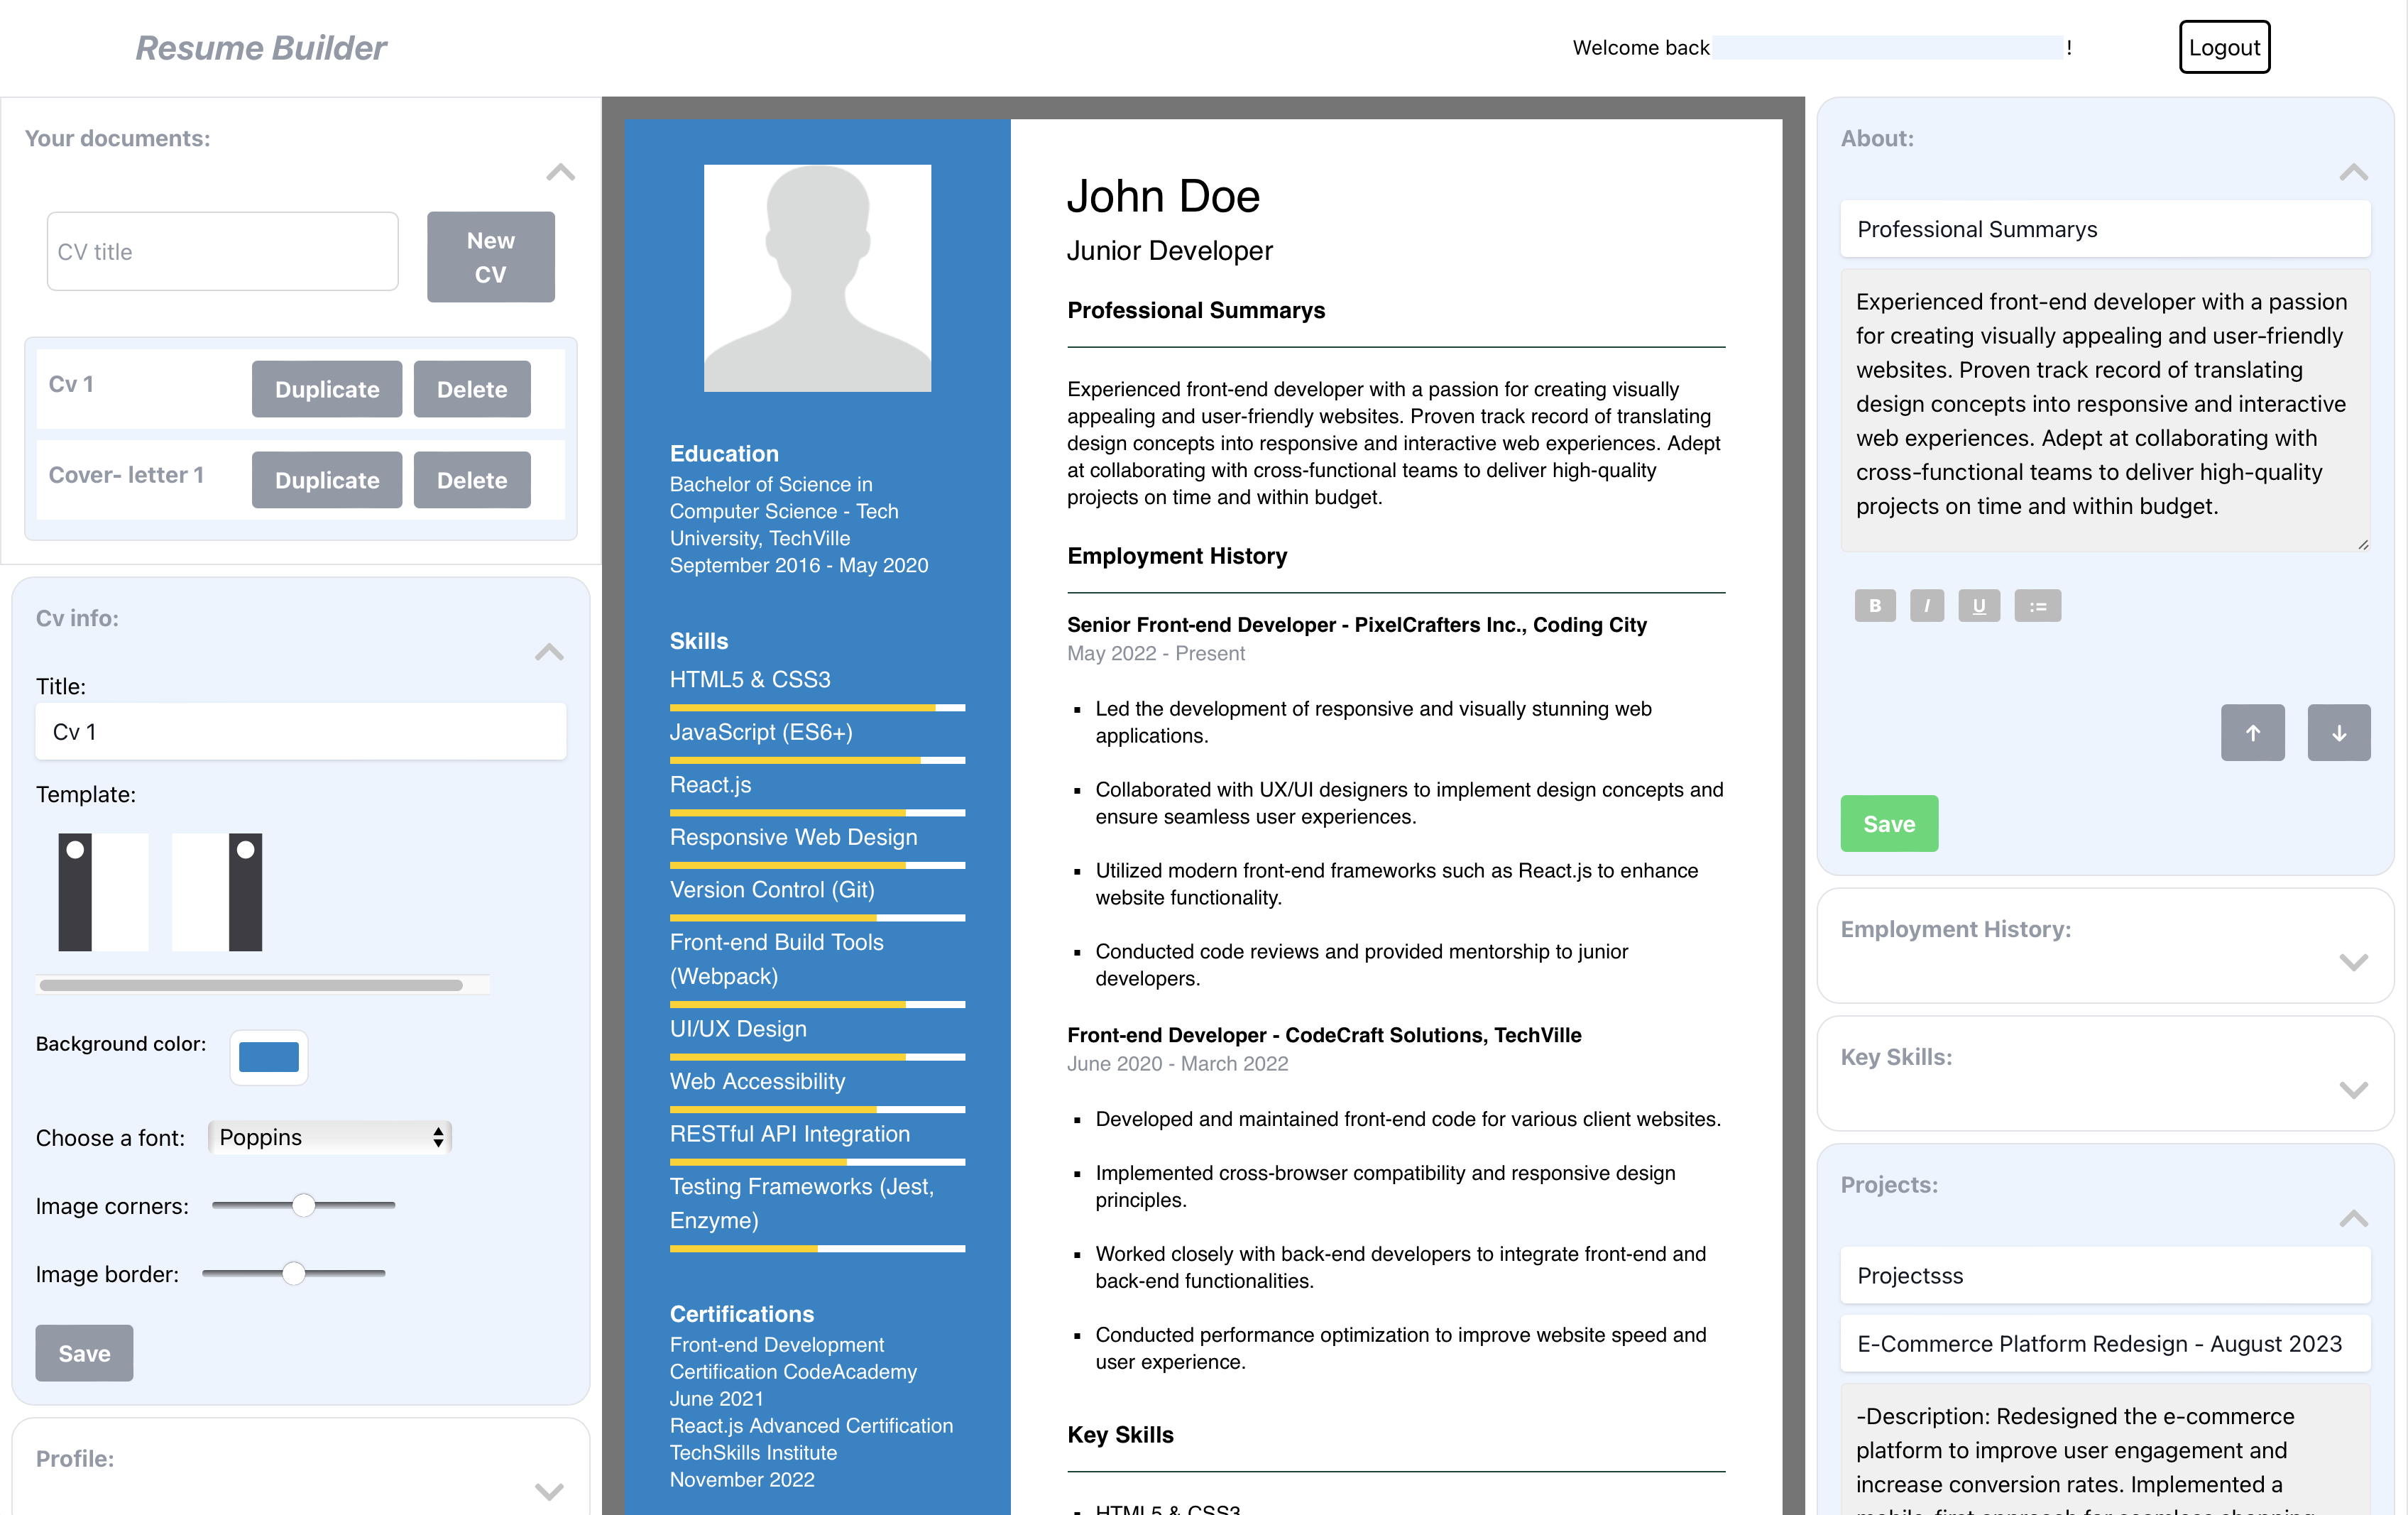 Resume Builder
Welcome back !
Logout
Your documents:
CV title
New
CV
Cv 1
Duplicate
Delete
Cover- letter 1
Duplicate
Delete
Cv info:
Title:
Cv 1
Template:
Background color:
Choose a font:
Poppins
Image corners:
Image border:
Save
Profile:
Education
Bachelor of Science in
Computer Science - Tech
University, TechVille
September 2016 - May 2020
Skills
HTML5 & CSS3
JavaScript (ES6+)
React.js
Responsive Web Design
Version Control (Git)
Front-end Build Tools
(Webpack)
UI/UX Design
Web Accessibility
RESTful API Integration
Testing Frameworks (Jest,
Enzyme)
Certifications
Front-end Development
Certification CodeAcademy
June 2021
React.js Advanced Certification
TechSkills Institute
November 2022
John Doe
Junior Developer
Professional Summarys
Experienced front-end developer with a passion for creating visually
appealing and user-friendly websites. Proven track record of translating
design concepts into responsive and interactive web experiences. Adept
at collaborating with cross-functional teams to deliver high-quality
projects on time and within budget.
Employment History
Senior Front-end Developer - PixelCrafters Inc., Coding City
May 2022 - Present
▪ Led the development of responsive and visually stunning web
applications.
▪ Collaborated with UX/UI designers to implement design concepts and
ensure seamless user experiences.
▪ Utilized modern front-end frameworks such as React.js to enhance
website functionality.
▪ Conducted code reviews and provided mentorship to junior
developers.
Front-end Developer - CodeCraft Solutions, TechVille
June 2020 - March 2022
▪ Developed and maintained front-end code for various client websites.
▪ Implemented cross-browser compatibility and responsive design
principles.
▪ Worked closely with back-end developers to integrate front-end and
back-end functionalities.
▪ Conducted performance optimization to improve website speed and
user experience.
Key Skills
▪ HTML5 & CSS3
About:
Professional Summarys
Experienced front-end developer with a passion
for creating visually appealing and user-friendly
websites. Proven track record of translating
design concepts into responsive and interactive
web experiences. Adept at collaborating with
cross-functional teams to deliver high-quality
projects on time and within budget.
B I U :=
↑ ↓
Save
Employment History:
Key Skills:
Projects:
Projectsss
E-Commerce Platform Redesign - August 2023
-Description: Redesigned the e-commerce
platform to improve user engagement and
increase conversion rates. Implemented a
mobile-first approach for seamless shopping